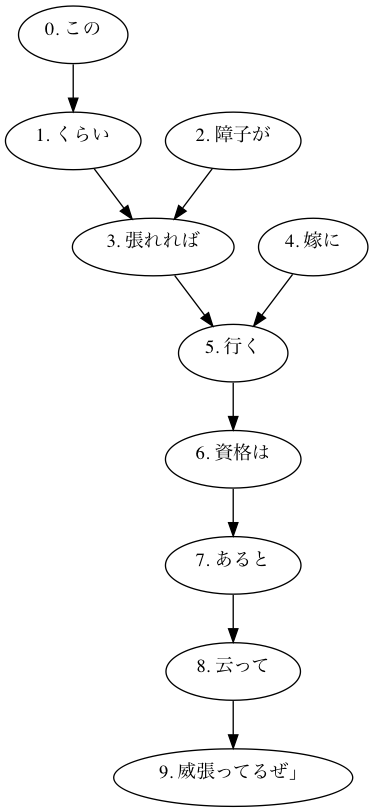 0. この
1. くらい
2. 障子が
3. 張れれば
4. 嫁に
5. 行く
6. 資格は
7. あると
8. 云って
9. 威張ってるぜ」